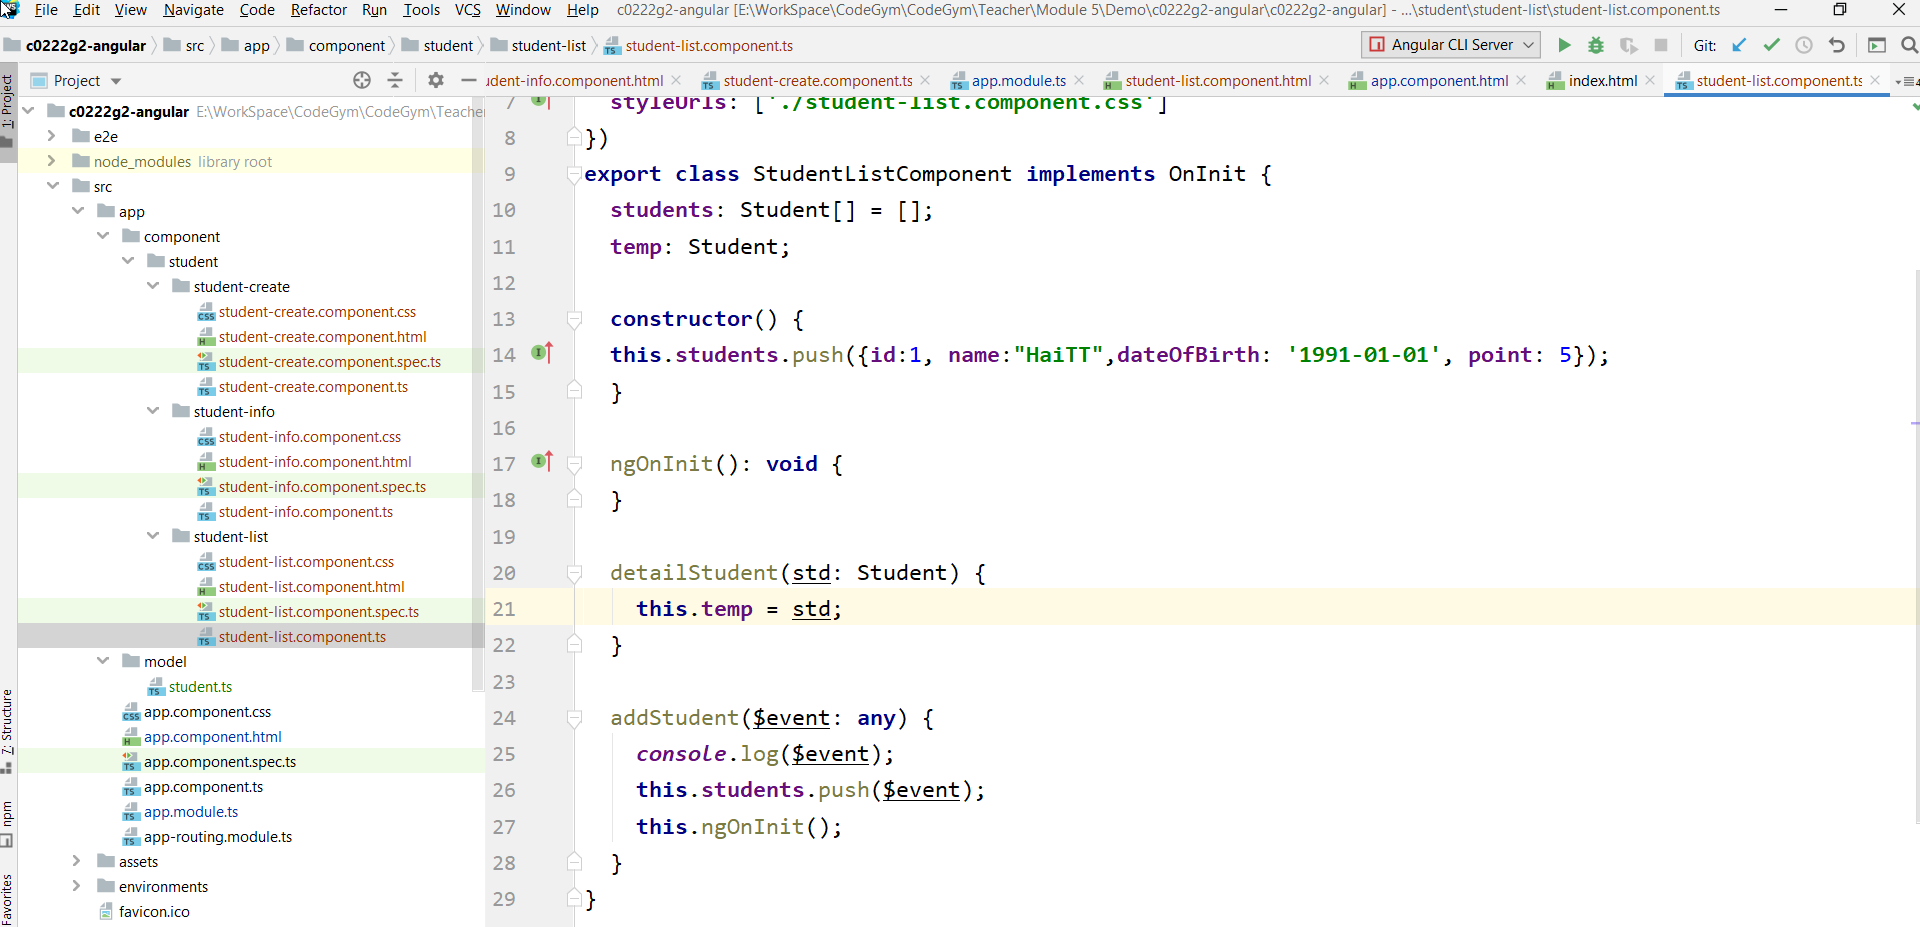 File Edit View Navigate Code Refactor Run Tools VCS Window Help c0222g2-angular [E:\WorkSpace\CodeGym\CodeGym\Teacher\Module 5\Demo\c0222g2-angular\c0222g2-angular] - ...\student\student-list\student-list.component.ts
c0222g2-angular src app component student student-list student-list.component.ts Angular CLI Server Git:
Project udent-info.component.html student-create.component.ts app.module.ts student-list.component.html app.component.html index.html student-list.component.ts
1: Project
7: Structure
npm
Favorites
c0222g2-angular E:\WorkSpace\CodeGym\CodeGym\Teache
e2e
node_modules library root
src
app
component
student
student-create
student-create.component.css
student-create.component.html
student-create.component.spec.ts
student-create.component.ts
student-info
student-info.component.css
student-info.component.html
student-info.component.spec.ts
student-info.component.ts
student-list
student-list.component.css
student-list.component.html
student-list.component.spec.ts
student-list.component.ts
model
student.ts
app.component.css
app.component.html
app.component.spec.ts
app.component.ts
app.module.ts
app-routing.module.ts
assets
environments
favicon.ico
7 styleUrls: ['./student-list.component.css']
8 })
9 export class StudentListComponent implements OnInit {
10 students: Student[] = [];
11 temp: Student;
12
13 constructor() {
14 this.students.push({id:1, name:"HaiTT",dateOfBirth: '1991-01-01', point: 5});
15 }
16
17 ngOnInit(): void {
18 }
19
20 detailStudent(std: Student) {
21 this.temp = std;
22 }
23
24 addStudent($event: any) {
25 console.log($event);
26 this.students.push($event);
27 this.ngOnInit();
28 }
29 }